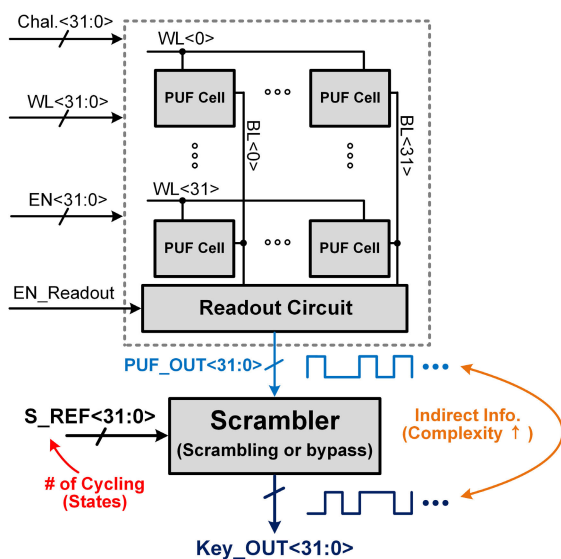 Chal.<31:0>
WL<0>
PUF Cell
PUF Cell
WL<31:0>
BL<0>
BL<31>
WL<31>
EN<31:0>
PUF Cell
PUF Cell
EN_Readout
Readout Circuit
PUF_OUT<31:0>
S_REF<31:0>
Scrambler
(Scrambling or bypass)
Indirect Info.
(Complexity ↑ )
# of Cycling
(States)
Key_OUT<31:0>